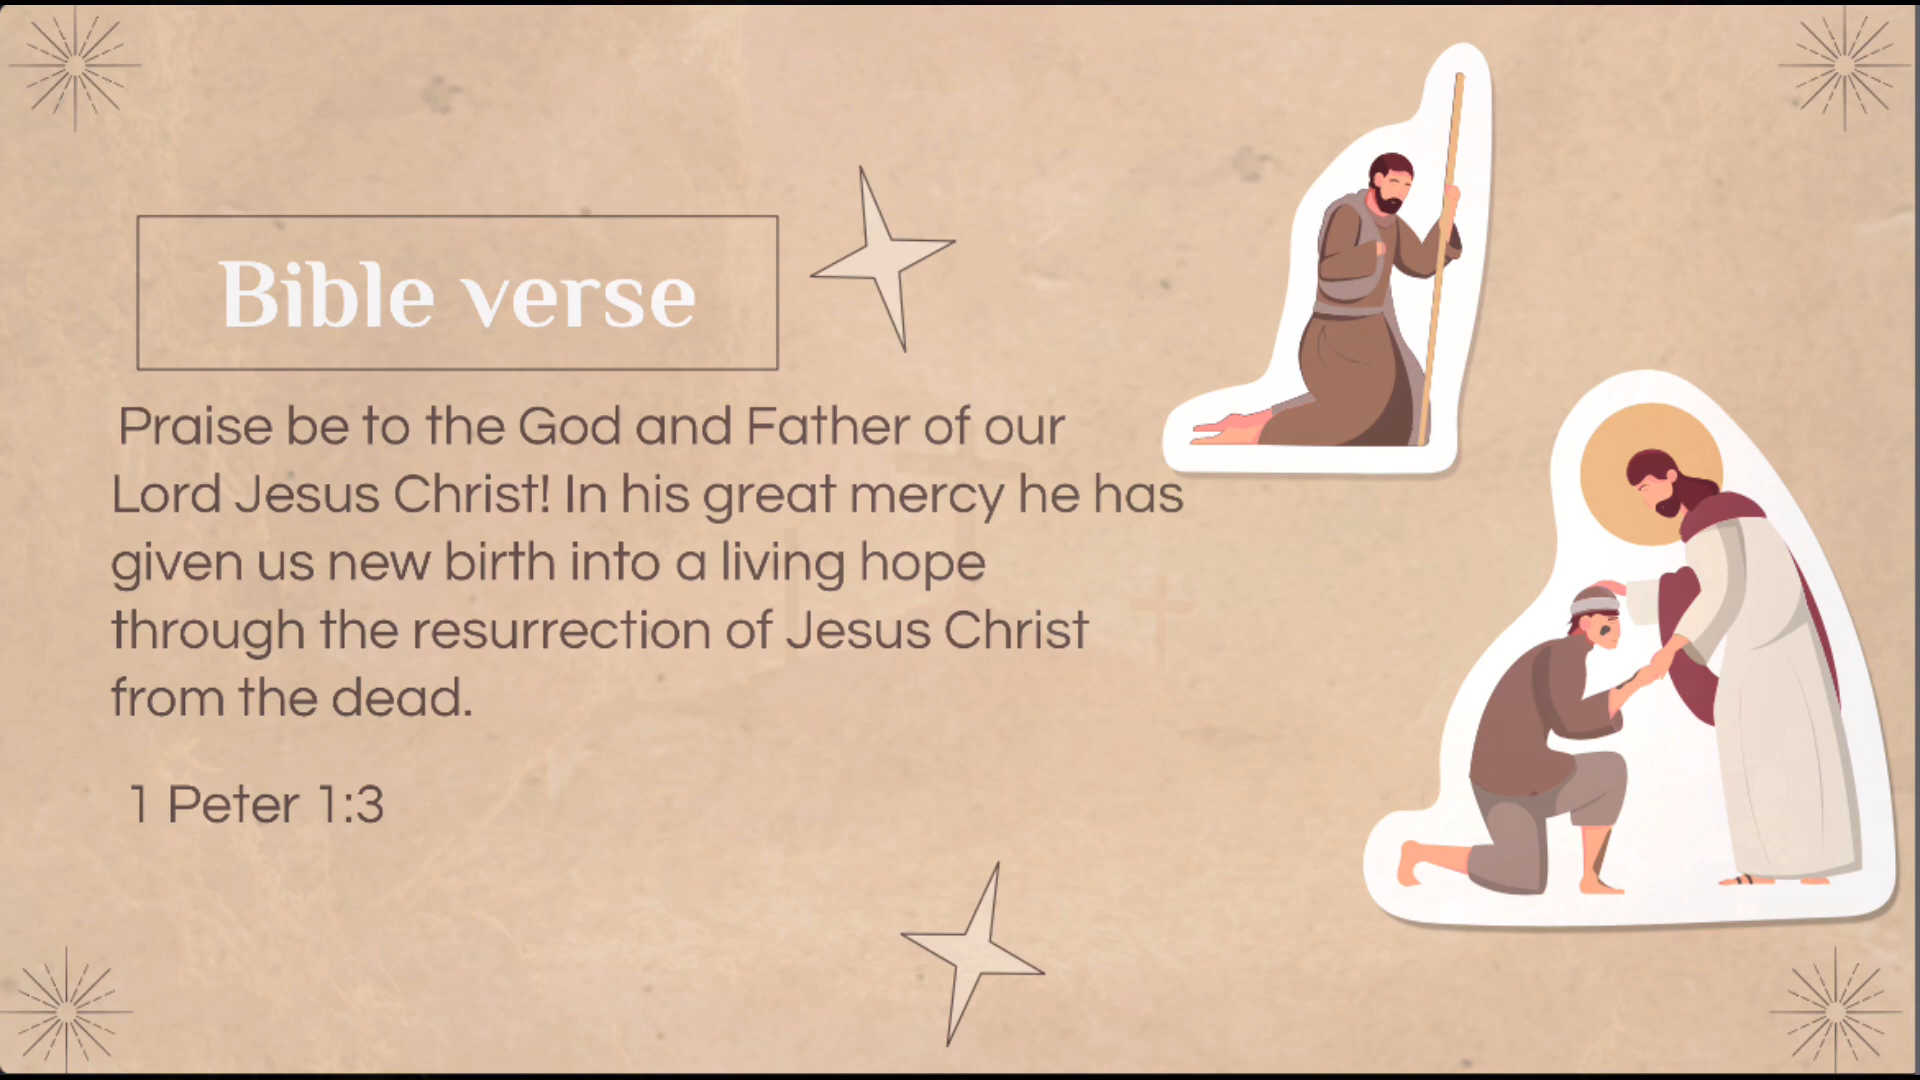 Bible verse
Praise be to the God and Father of our
Lord Jesus Christ! In his great mercy he has
given us new birth into a living hope
through the resurrection of Jesus Christ
from the dead.
1 Peter 1:3